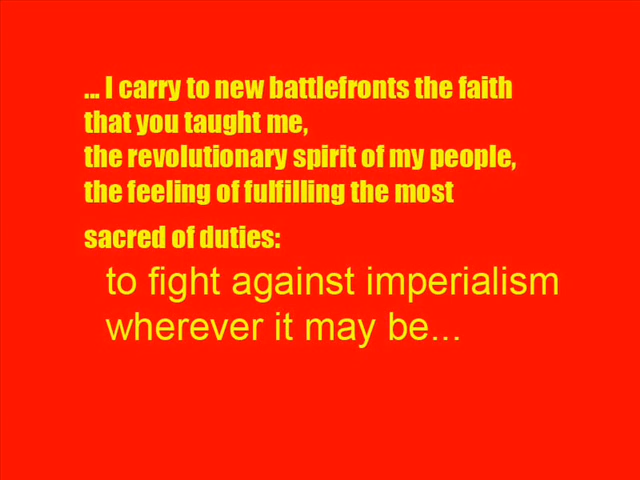 ... I carry to new battlefronts the faith
that you taught me,
the revolutionary spirit of my people,
the feeling of fulfilling the most
sacred of duties:
to fight against imperialism
wherever it may be...